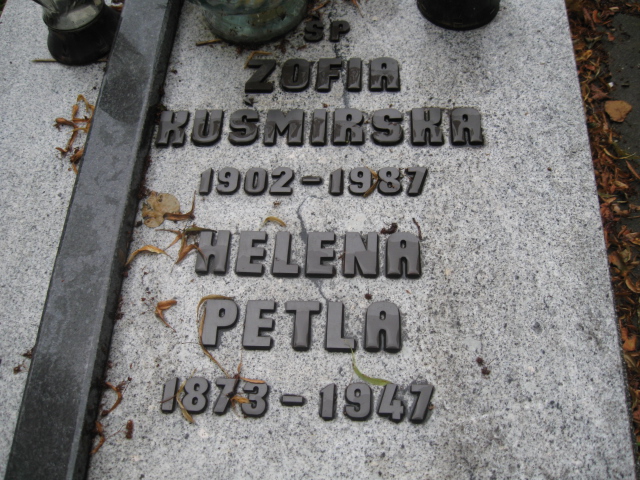 ŚP
ZOFIA
KUŚMIRSKA
1902-1987
HELENA
PETLA
1873-1947